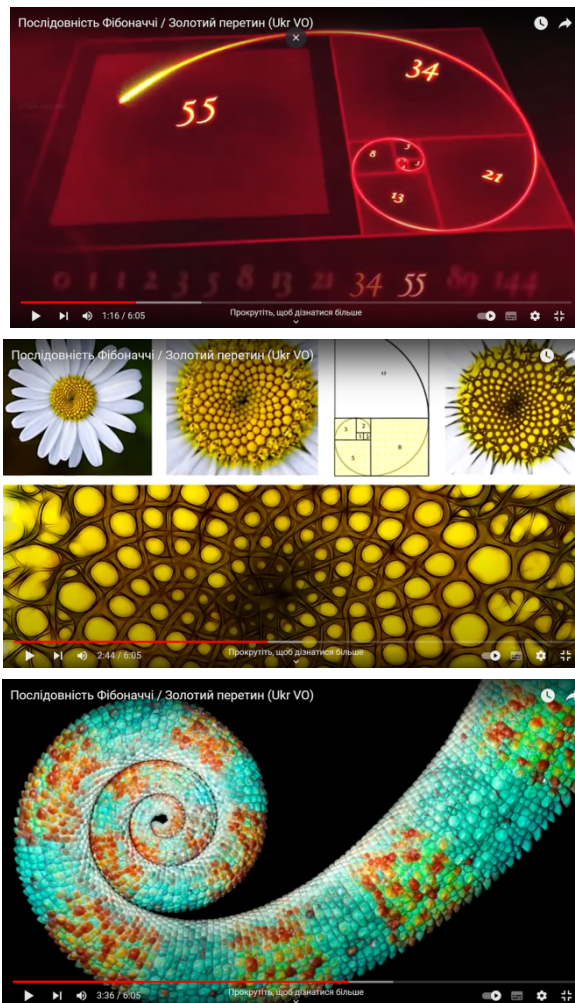 Послідовність Фібоначчі / Золотий перетин (Ukr VO)
55
34
8
3
13
21
0 1 1 2 3 5 8 13 21 34 55 89 144
1:16 / 6:05
Прокрутіть, щоб дізнатися більше
Послідовність Фібоначчі / Золотий перетин (Ukr VO)
13
3
2
1
5
8
2:44 / 6:05
Прокрутіть, щоб дізнатися більше
Послідовність Фібоначчі / Золотий перетин (Ukr VO)
3:36 / 6:05
Прокрутіть, щоб дізнатися більше